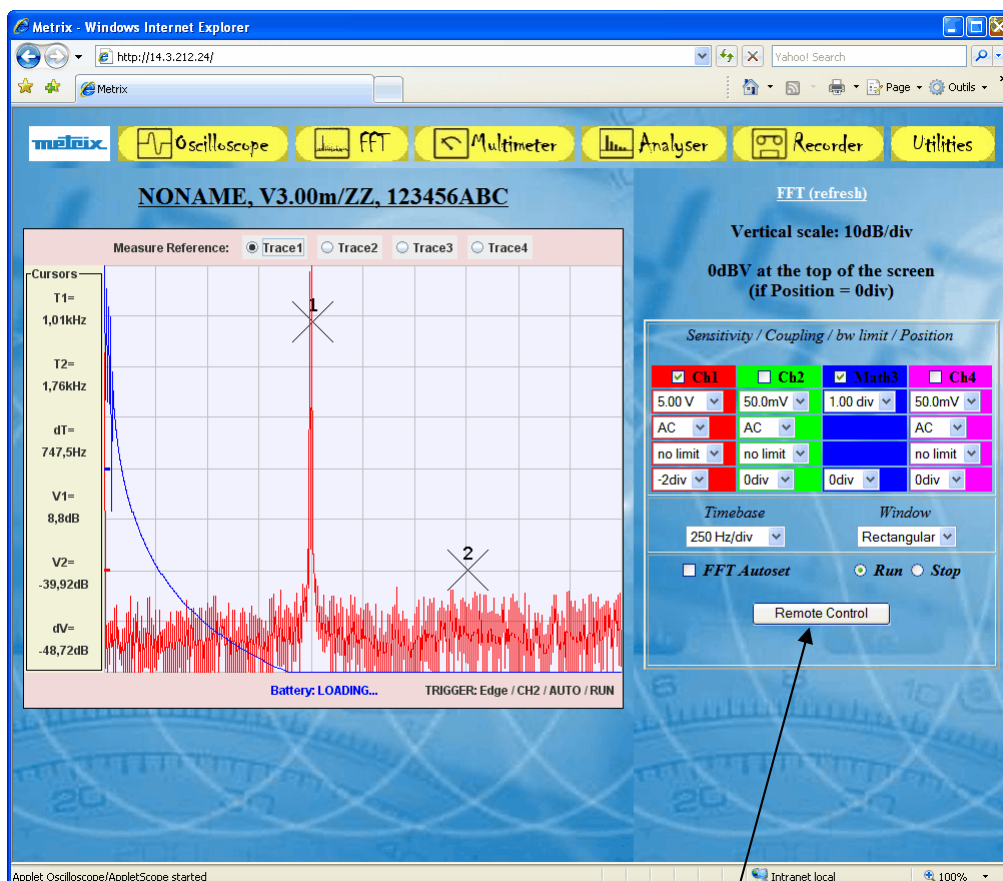 Metrix - Windows Internet Explorer
http://14.3.212.24/
Yahoo! Search
Metrix
Page
Outils
metrix
Oscilloscope
FFT
Multimeter
Analyser
Recorder
Utilities
NONAME, V3.00m/ZZ, 123456ABC
Measure Reference: Trace1 Trace2 Trace3 Trace4
Cursors
T1=
1,01kHz
T2=
1,76kHz
dT=
747,5Hz
V1=
8,8dB
V2=
-39,92dB
dV=
-48,72dB
1
2
Battery: LOADING...
TRIGGER: Edge / CH2 / AUTO / RUN
FFT (refresh)
Vertical scale: 10dB/div
0dBV at the top of the screen
(if Position = 0div)
Sensitivity / Coupling / bw limit / Position
Ch1 Ch2 Math3 Ch4
5.00 V 50.0mV 1.00 div 50.0mV
AC AC AC
no limit no limit no limit
-2div 0div 0div 0div
Timebase Window
250 Hz/div Rectangular
FFT Autoset Run Stop
Remote Control
Applet Oscilloscope/AppletScope started
Intranet local
100%